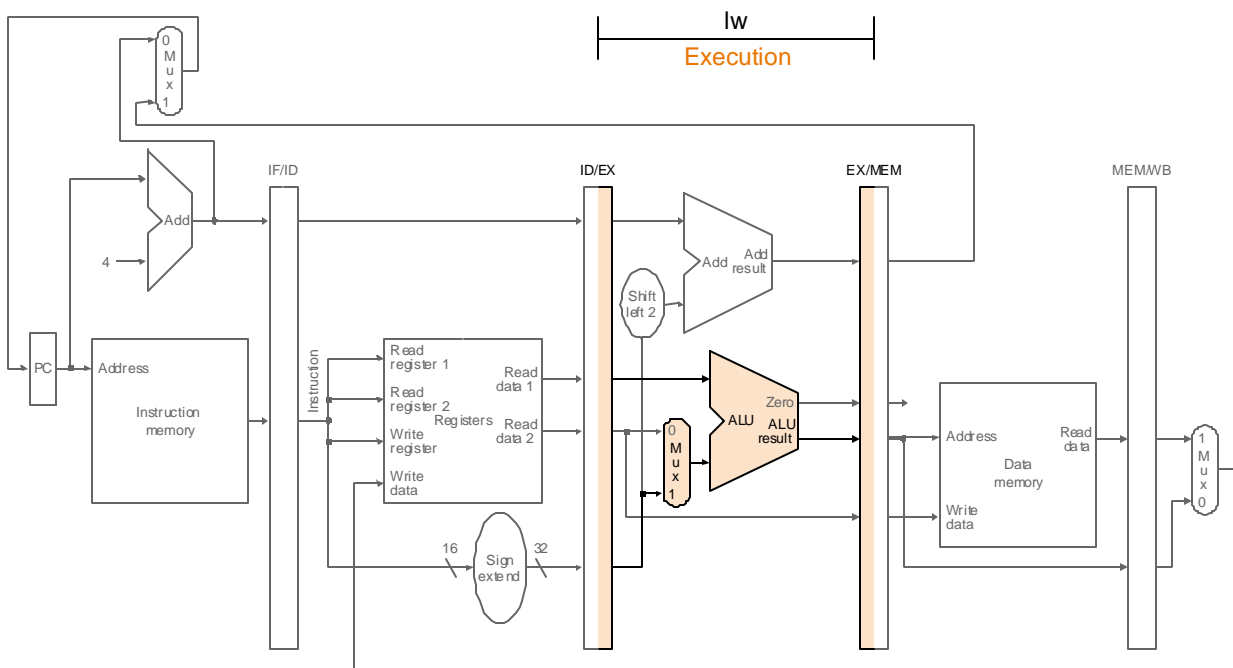 lw
Execution
0
M
u
x
1
IF/ID
ID/EX
EX/MEM
MEM/WB
Add
4
Add
Add
result
Shift
left 2
PC
Address
Instruction
memory
Instruction
Read
register 1
Read
register 2
Write
register
Write
data
Registers
Read
data 1
Read
data 2
0
M
u
x
1
Zero
ALU
ALU
result
Address
Write
data
Read
data
Data
memory
1
M
u
x
0
16
Sign
extend
32